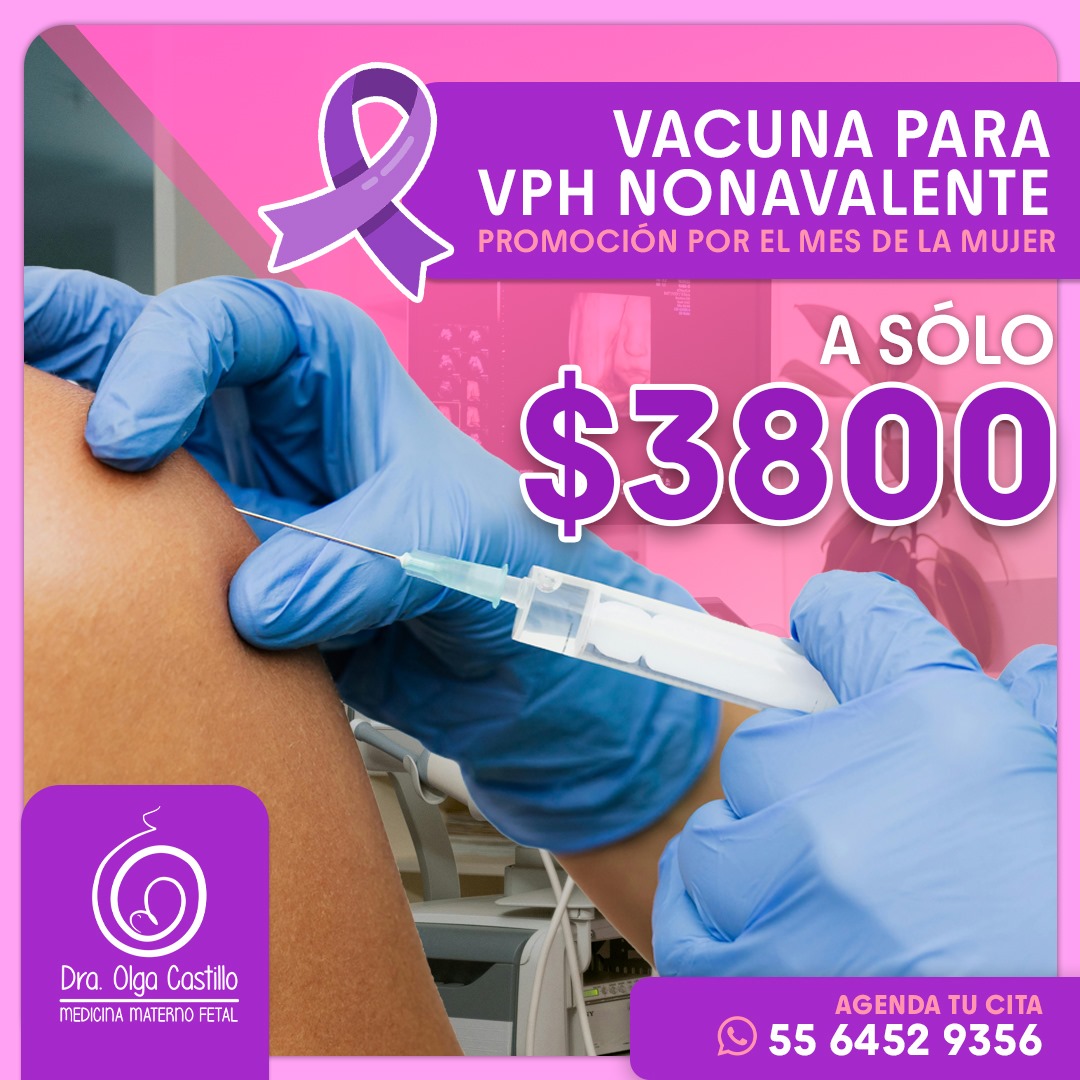 VACUNA PARA
VPH NONAVALENTE
PROMOCIÓN POR EL MES DE LA MUJER
A SÓLO
$3800
Dra. Olga Castillo
MEDICINA MATERNO FETAL
AGENDA TU CITA
55 6452 9356